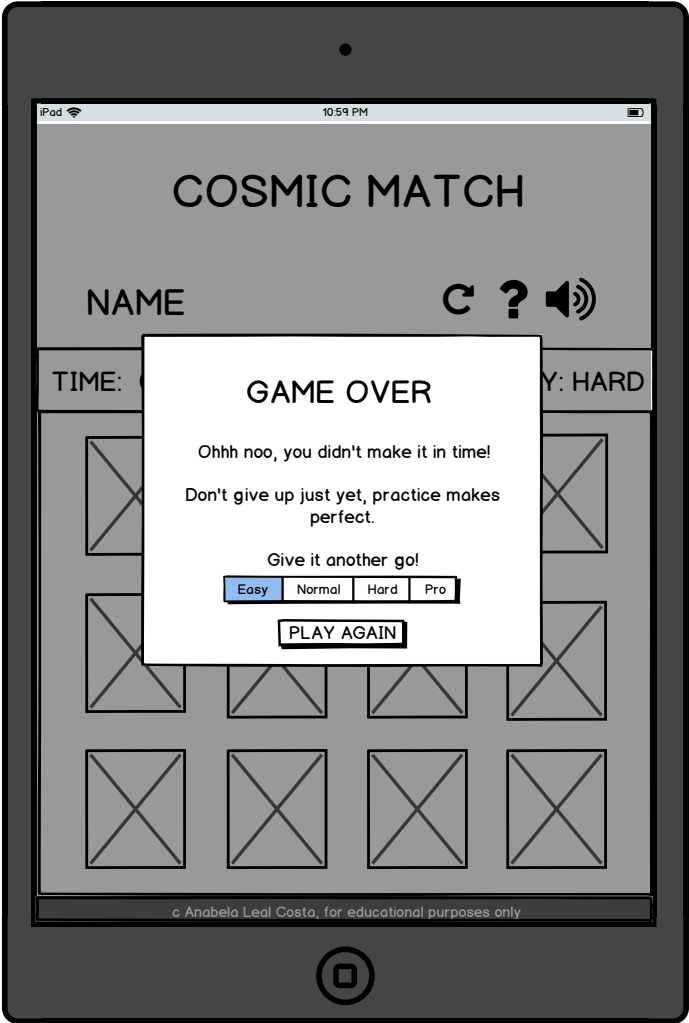 iPad 10:59 PM
COSMIC MATCH
NAME ?
TIME: Y: HARD
GAME OVER
Ohhh noo, you didn't make it in time!
Don't give up just yet, practice makes
perfect.
Give it another go!
Easy Normal Hard Pro
PLAY AGAIN
c Anabela Leal Costa, for educational purposes only